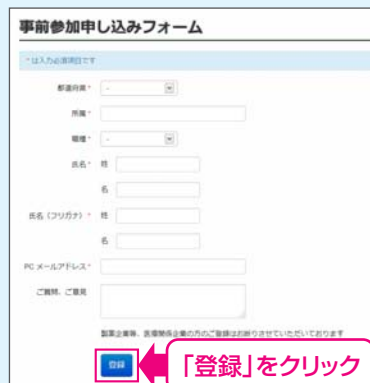 事前参加申し込みフォーム
*は入力必須項目です
都道府県*
-
所属*
職種*
-
氏名* 姓
名
氏名（フリガナ）* 姓
名
PC メールアドレス*
ご質問、ご意見
製薬企業等、医療関係企業の方のご登録はお断りさせていただいております
登録
「登録」をクリック